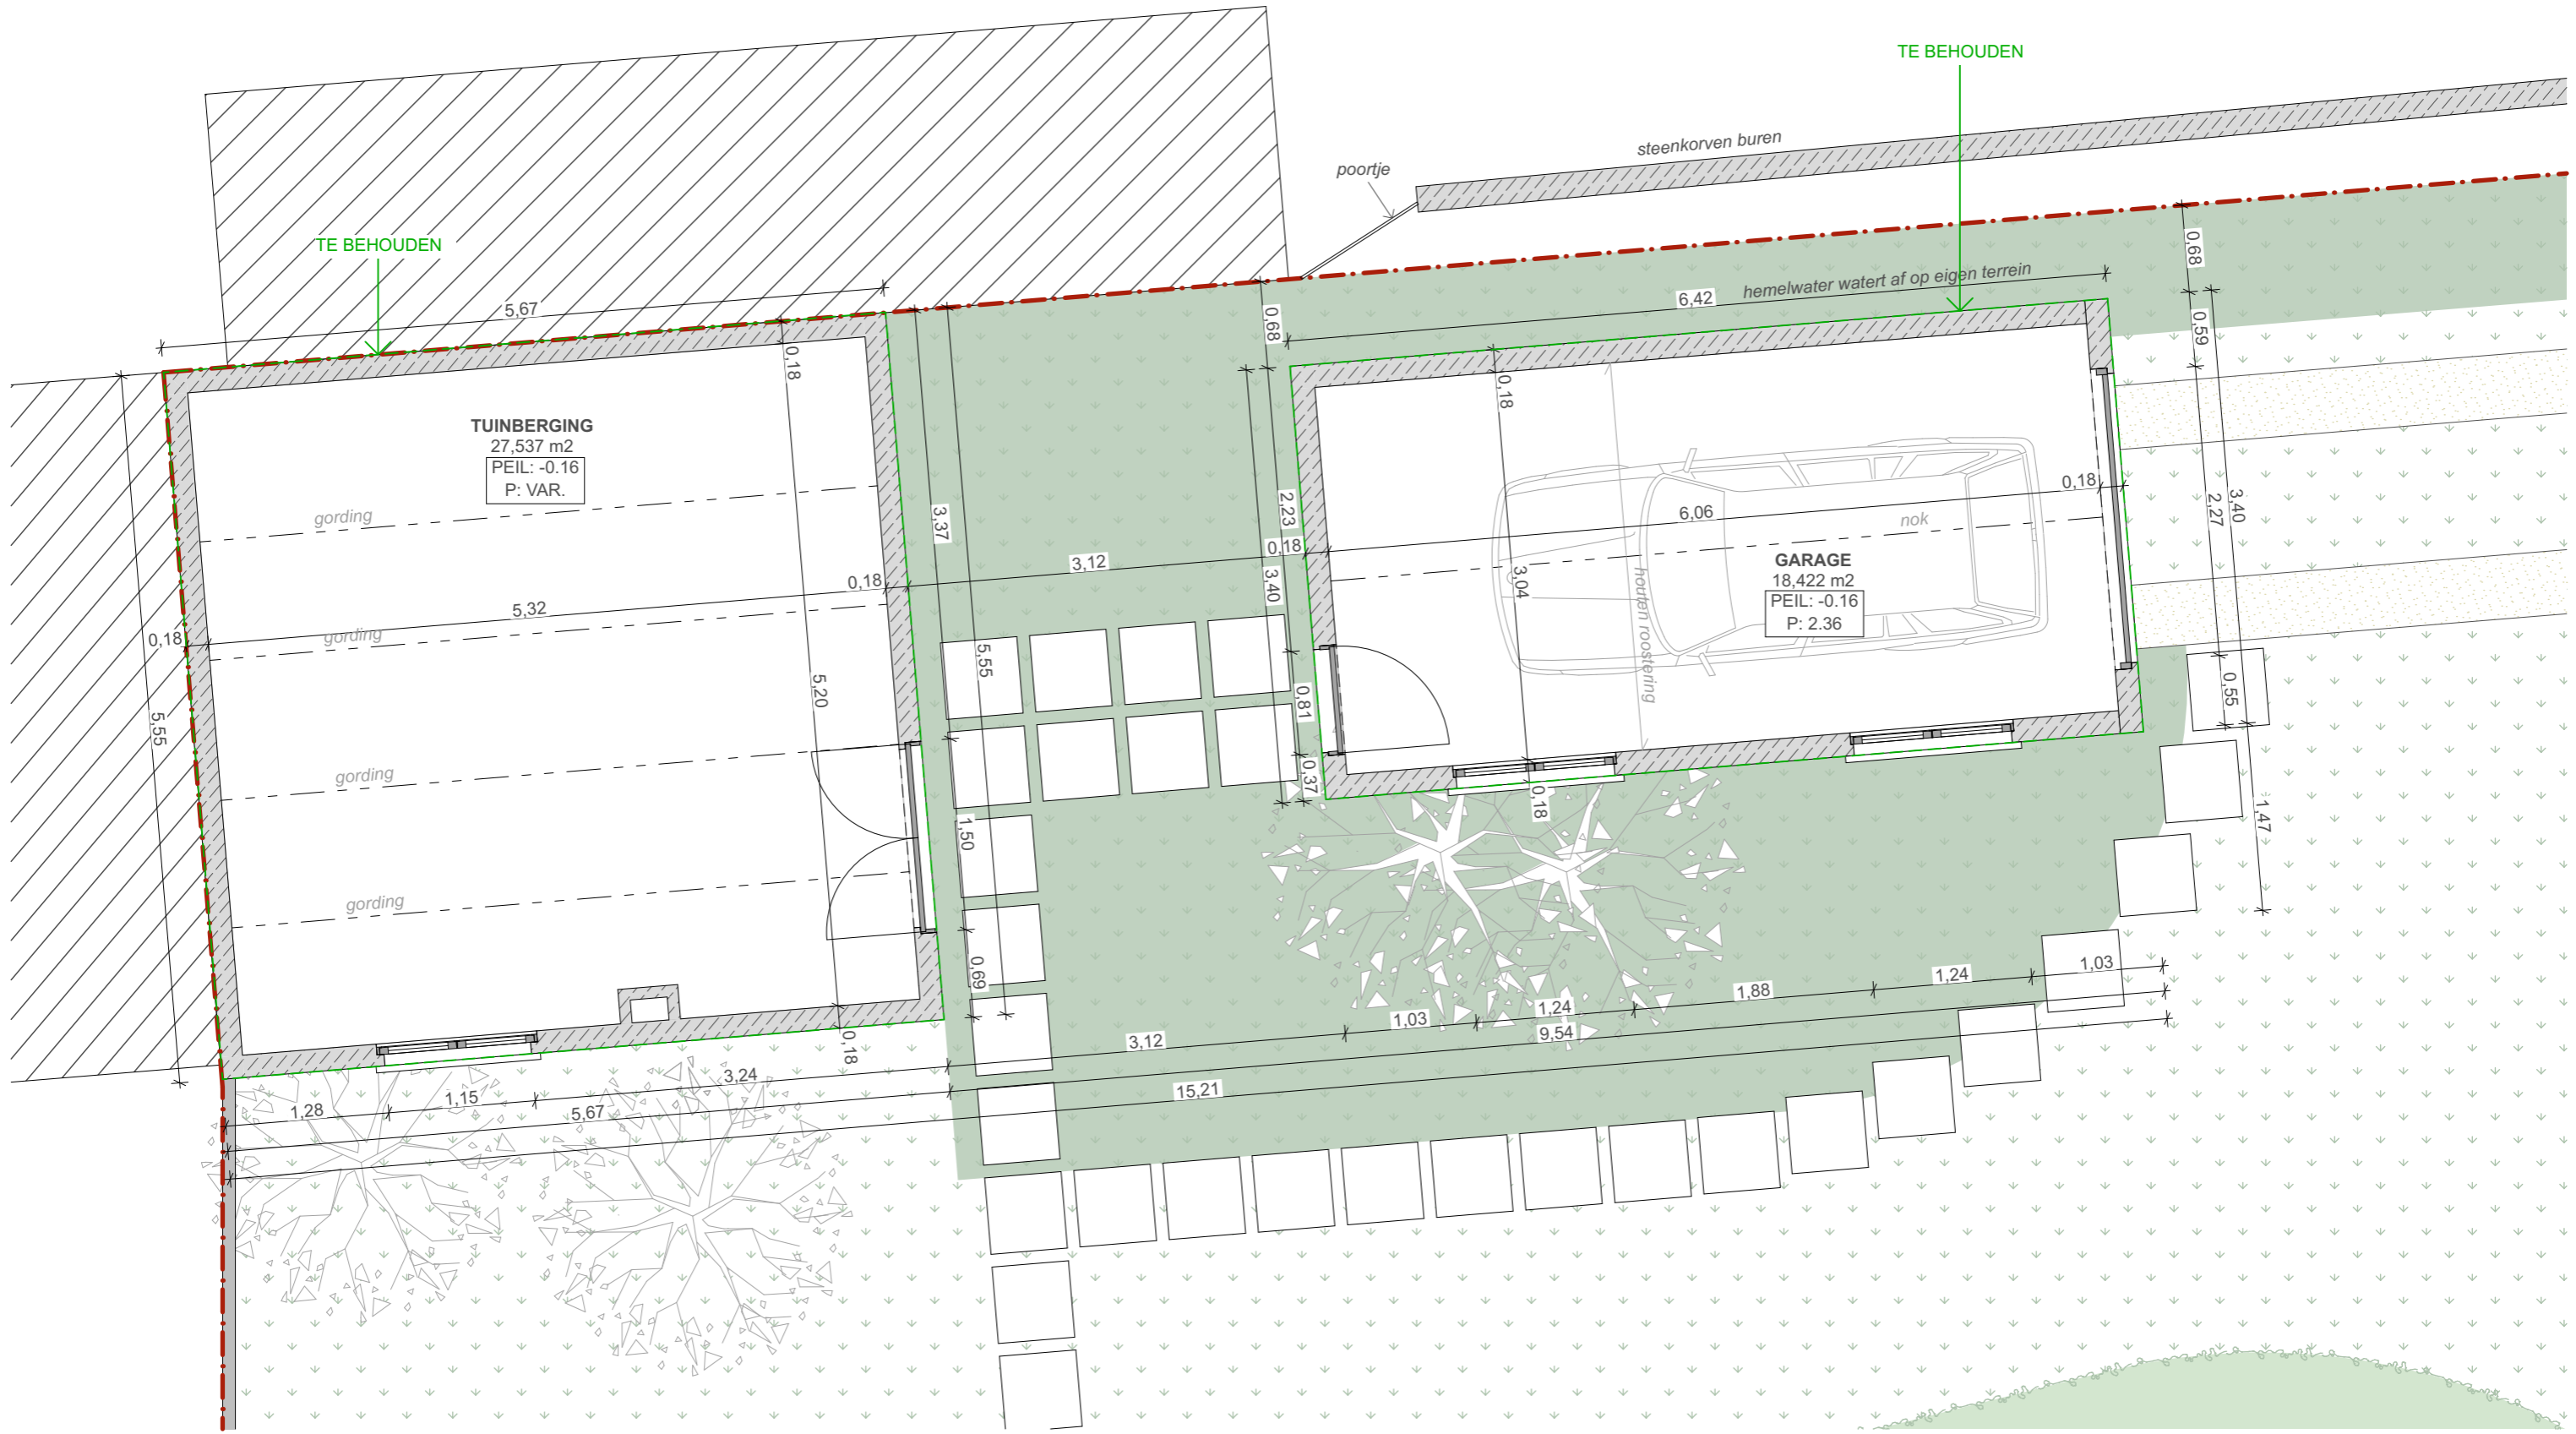 TE BEHOUDEN
steenkorven buren
poortje
TE BEHOUDEN
0,68
hemelwater watert af op eigen terrein
6,42
5,67
0,68
0,59
0,18
0,18
TUINBERGING
27,537 m2
PEIL: -0.16
P: VAR.
gording
3,37
2,23
0,18
6,06
nok
0,18
2,27
3,40
GARAGE
18,422 m2
PEIL: -0.16
P: 2.36
3,12
3,40
3,04
houten roostering
0,18
5,32
gording
0,18
5,55
5,20
5,55
0,81
0,55
gording
0,37
0,18
1,50
1,47
gording
0,69
0,18
1,03
1,24
1,88
1,24
1,03
3,12
9,54
3,24
1,15
1,28
5,67
15,21